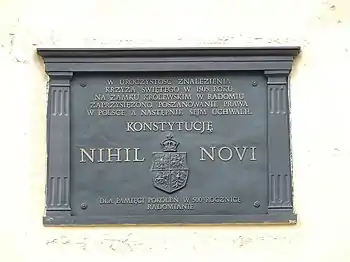 W UROCZYSTOŚĆ ZNALEZIENIA
KRZYŻA ŚWIĘTEGO W 1505 ROKU
NA ZAMKU KRÓLEWSKIM W RADOMIU
ZAPRZYSIĘŻONO POSZANOWANIE PRAWA
W POLSCE A NASTĘPNIE SEJM UCHWALIŁ
KONSTYTUCJĘ
NIHIL NOVI
DLA PAMIĘCI POKOLEŃ W 500 ROCZNICĘ
RADOMIANIE